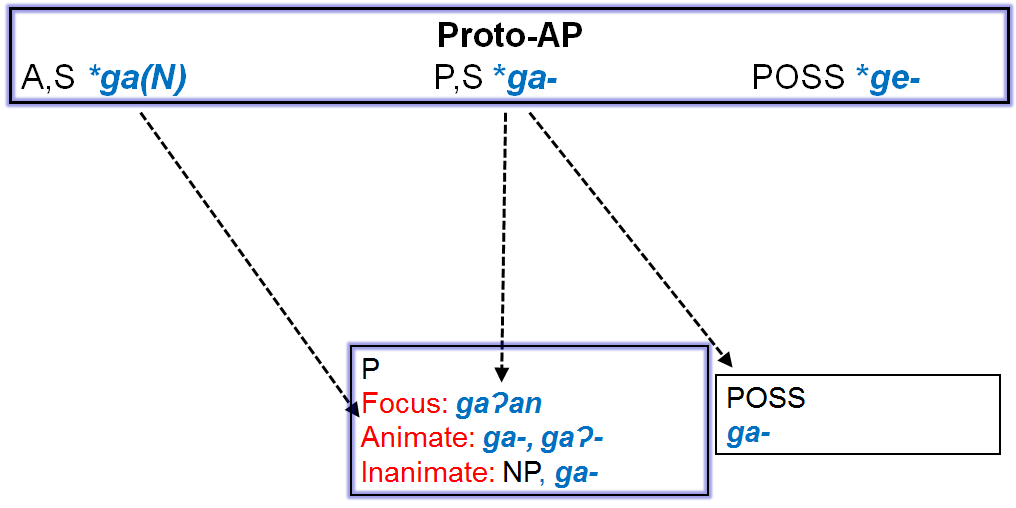 Proto-AP
A,S *ga(N) P,S *ga- POSS *ge-
P
Focus: gaʔan
Animate: ga-, gaʔ-
Inanimate: NP, ga-
POSS
ga-